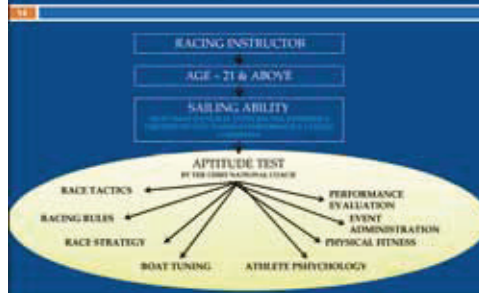 14
RACING INSTRUCTOR
AGE – 21 & ABOVE
SAILING ABILITY
APTITUDE TEST
BY THE CHIEF NATIONAL COACH
RACE TACTICS
PERFORMANCE
EVALUATION
RACING RULES
EVENT
ADMINISTRATION
RACE STRATEGY
PHYSICAL FITNESS
BOAT TUNING
ATHLETE PSHYCHOLOGY